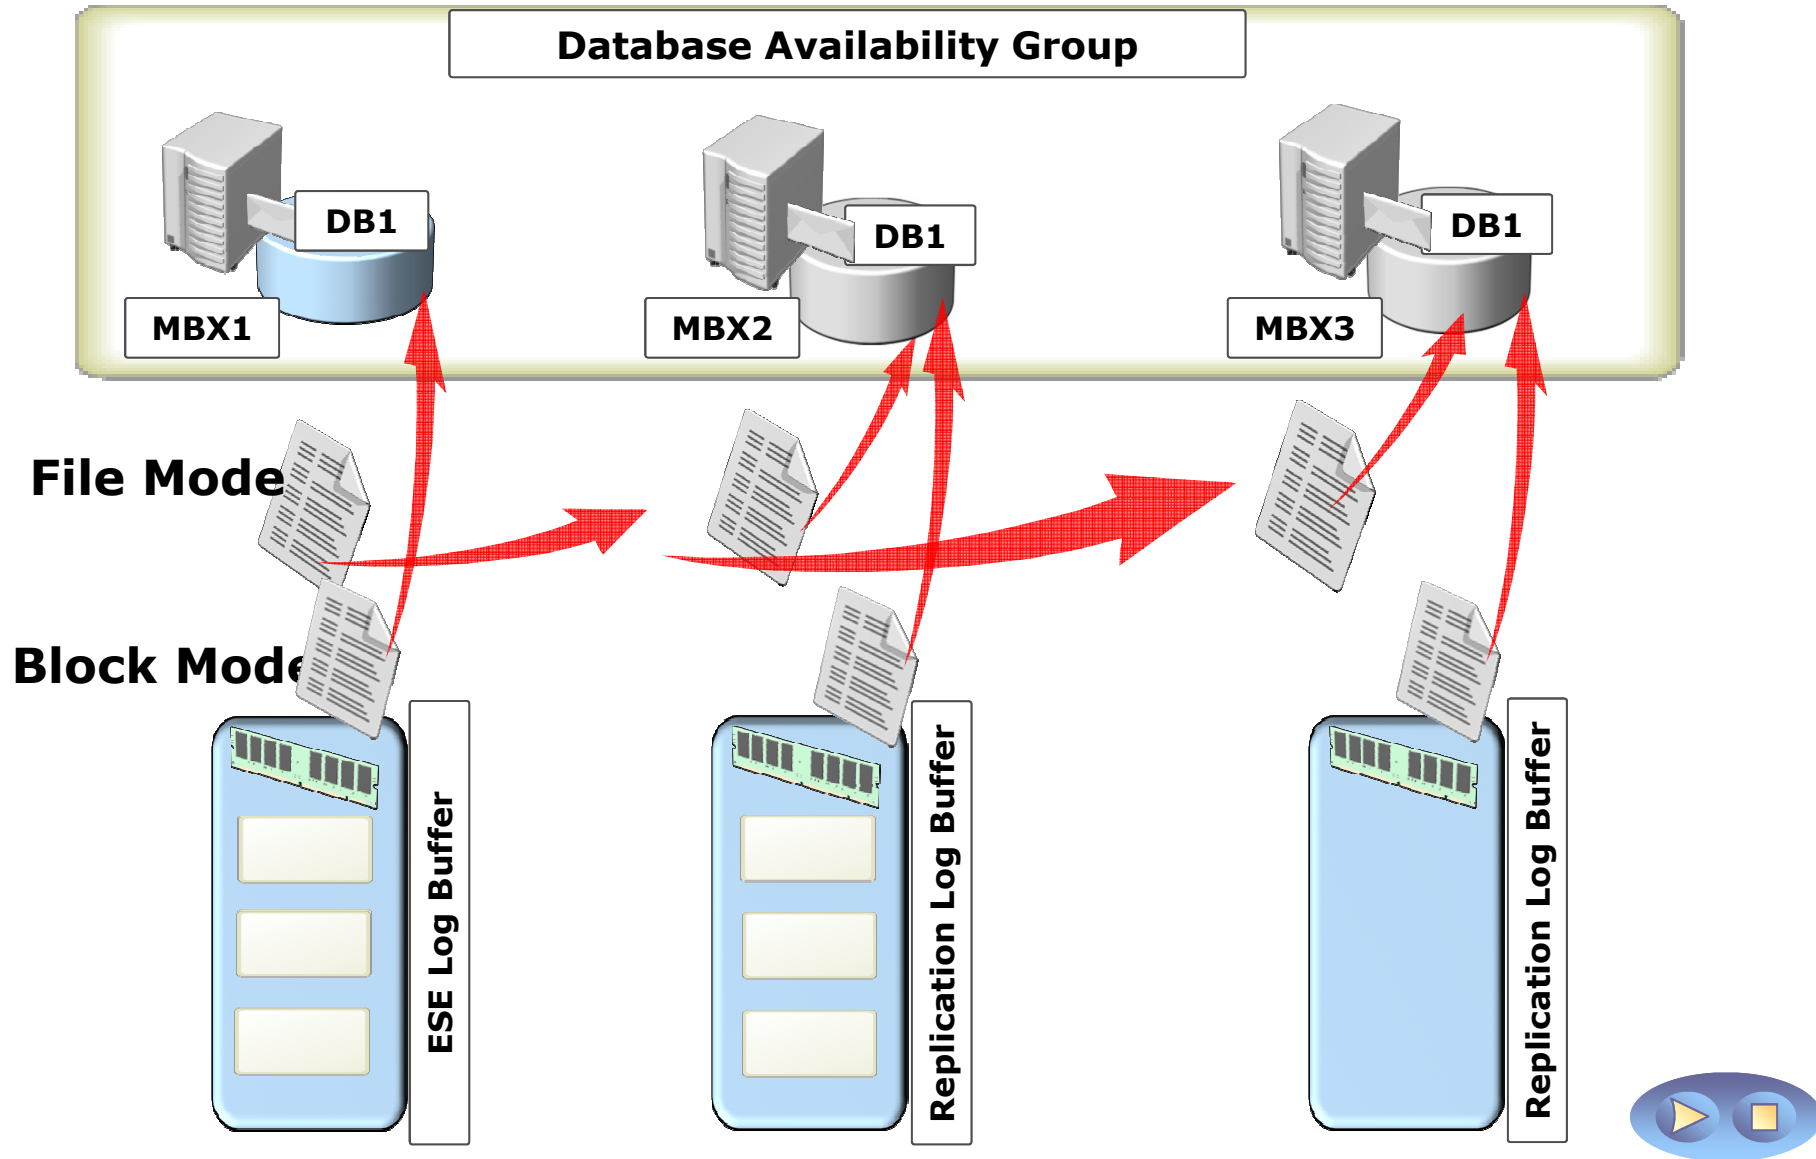 Database Availability Group
DB1
DB1
DB1
MBX1
MBX2
MBX3
File Mode
Block Mode
ESE Log Buffer
Replication Log Buffer
Replication Log Buffer